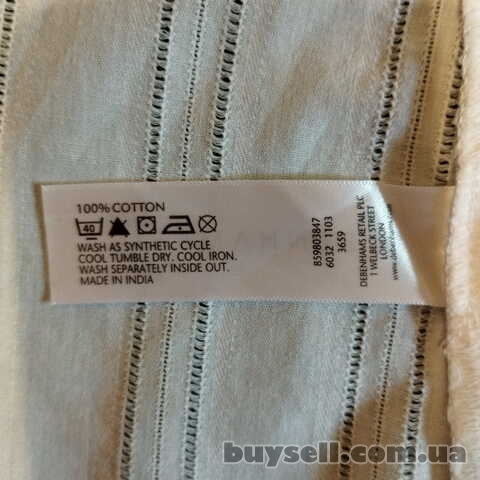 100% COTTON
40
WASH AS SYNTHETIC CYCLE
COOL TUMBLE DRY. COOL IRON.
WASH SEPARATELY INSIDE OUT.
MADE IN INDIA
859803847
6032 1103
3659
DEBENHAMS RETAIL PLC
1 WELBECK STREET
LONDON
buysell.com.ua